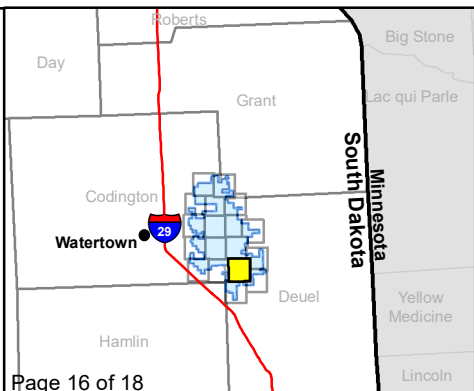 Roberts
Big Stone
Day
Grant
Lac qui Parle
Minnesota
South Dakota
Codington
29
Watertown
Deuel
Yellow
Medicine
Hamlin
Lincoln
Page 16 of 18